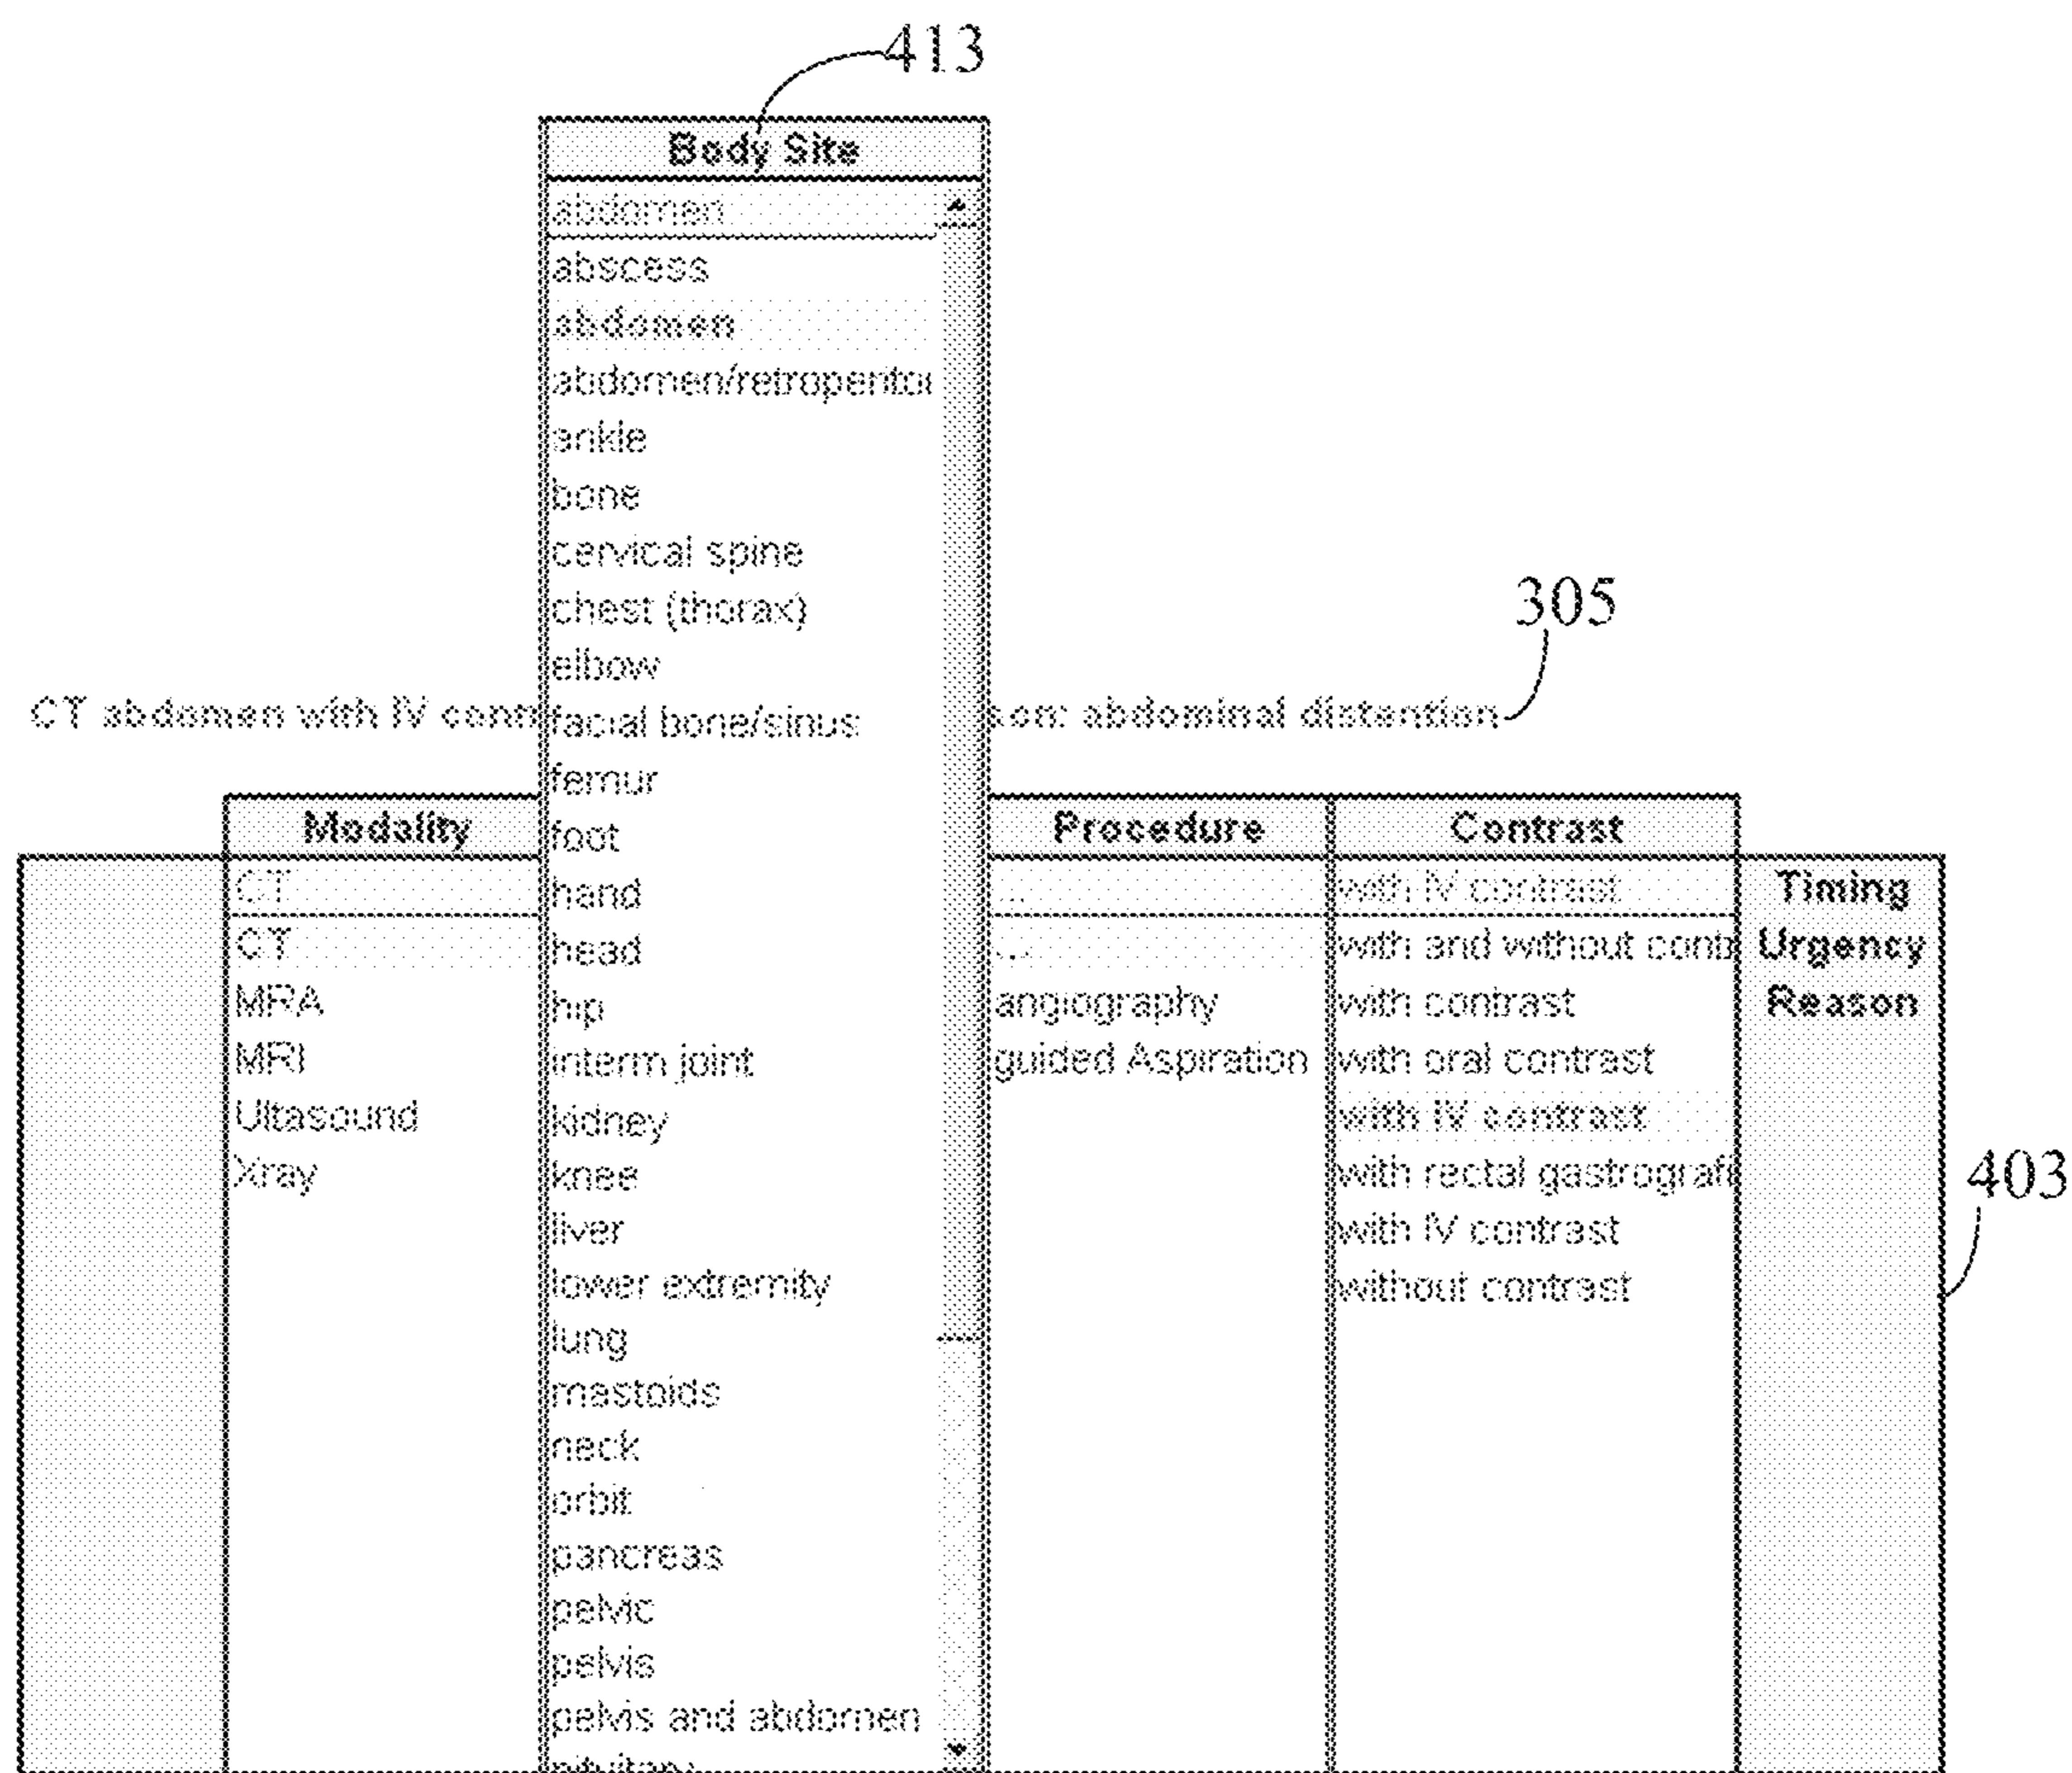 413
Body Site
abdomen
abscess
abdomen
abdomen/retroperitoi
ankle
bone
cervical spine
chest (thorax)
elbow
facial bone/sinus
femur
foot
hand
head
hip
interm joint
kidney
knee
liver
lower extremity
lung
mastoids
neck
orbit
pancreas
pelvic
pelvis
pelvis and abdomen
pituitary
305
CT abdomen with IV contr
son: abdominal distention
Modality
CT
CT
MRA
MRI
Ultasound
Xray
Procedure
...
...
angiography
guided Aspiration
Contrast
with IV contrast
with and without contr
with contrast
with oral contrast
with IV contrast
with rectal gastrografi
with IV contrast
without contrast
Timing
Urgency
Reason
403